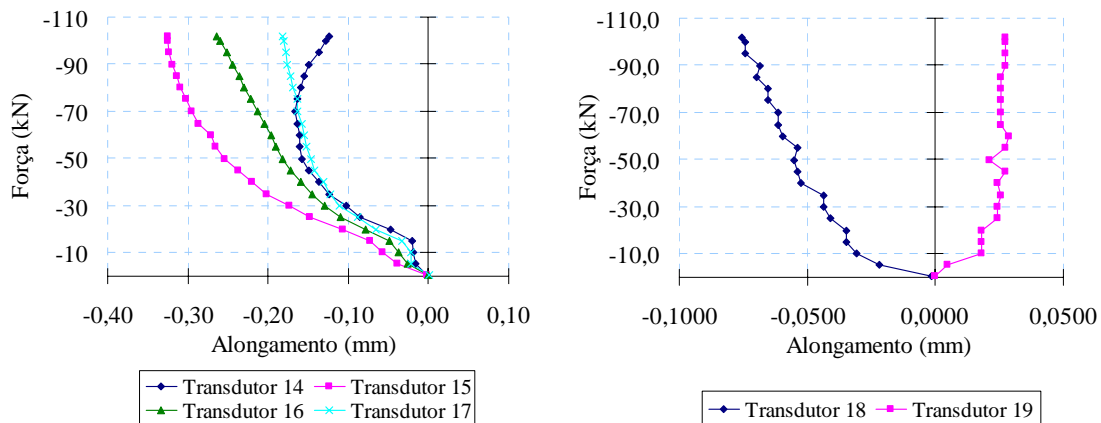 -110
-90
-70
-50
-30
-10
Força (kN)
-0,40 -0,30 -0,20 -0,10 0,00 0,10
Alongamento (mm)
Transdutor 14 Transdutor 15
Transdutor 16 Transdutor 17
-110,0
-90,0
-70,0
-50,0
-30,0
-10,0
Força (kN)
-0,1000 -0,0500 0,0000 0,0500
Alongamento (mm)
Transdutor 18 Transdutor 19